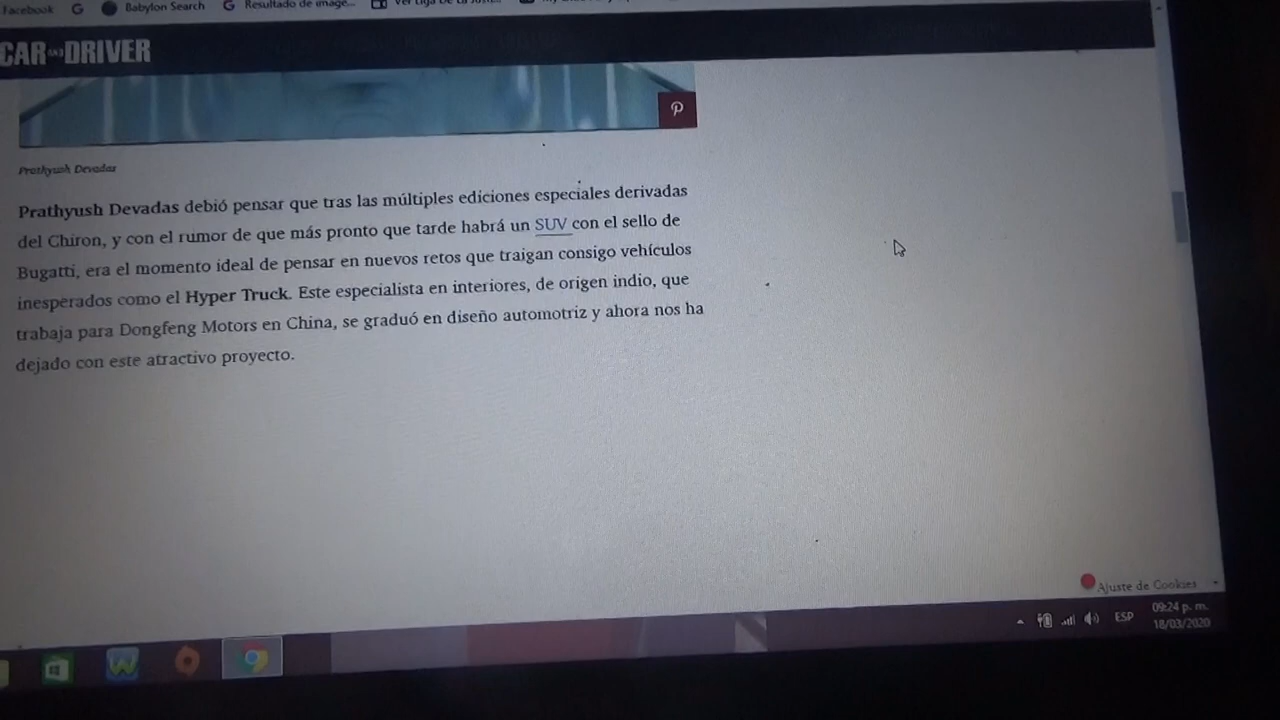 Facebook
Babylon Search
Resultado de image...
CAR AND DRIVER
Prathyush Devadas
Prathyush Devadas debió pensar que tras las múltiples ediciones especiales derivadas
del Chiron, y con el rumor de que más pronto que tarde habrá un SUV con el sello de
Bugatti, era el momento ideal de pensar en nuevos retos que traigan consigo vehículos
inesperados como el Hyper Truck. Este especialista en interiores, de origen indio, que
trabaja para Dongfeng Motors en China, se graduó en diseño automotriz y ahora nos ha
dejado con este atractivo proyecto.
Ajuste de Cookies
ESP
09:24 p. m.
18/03/2020